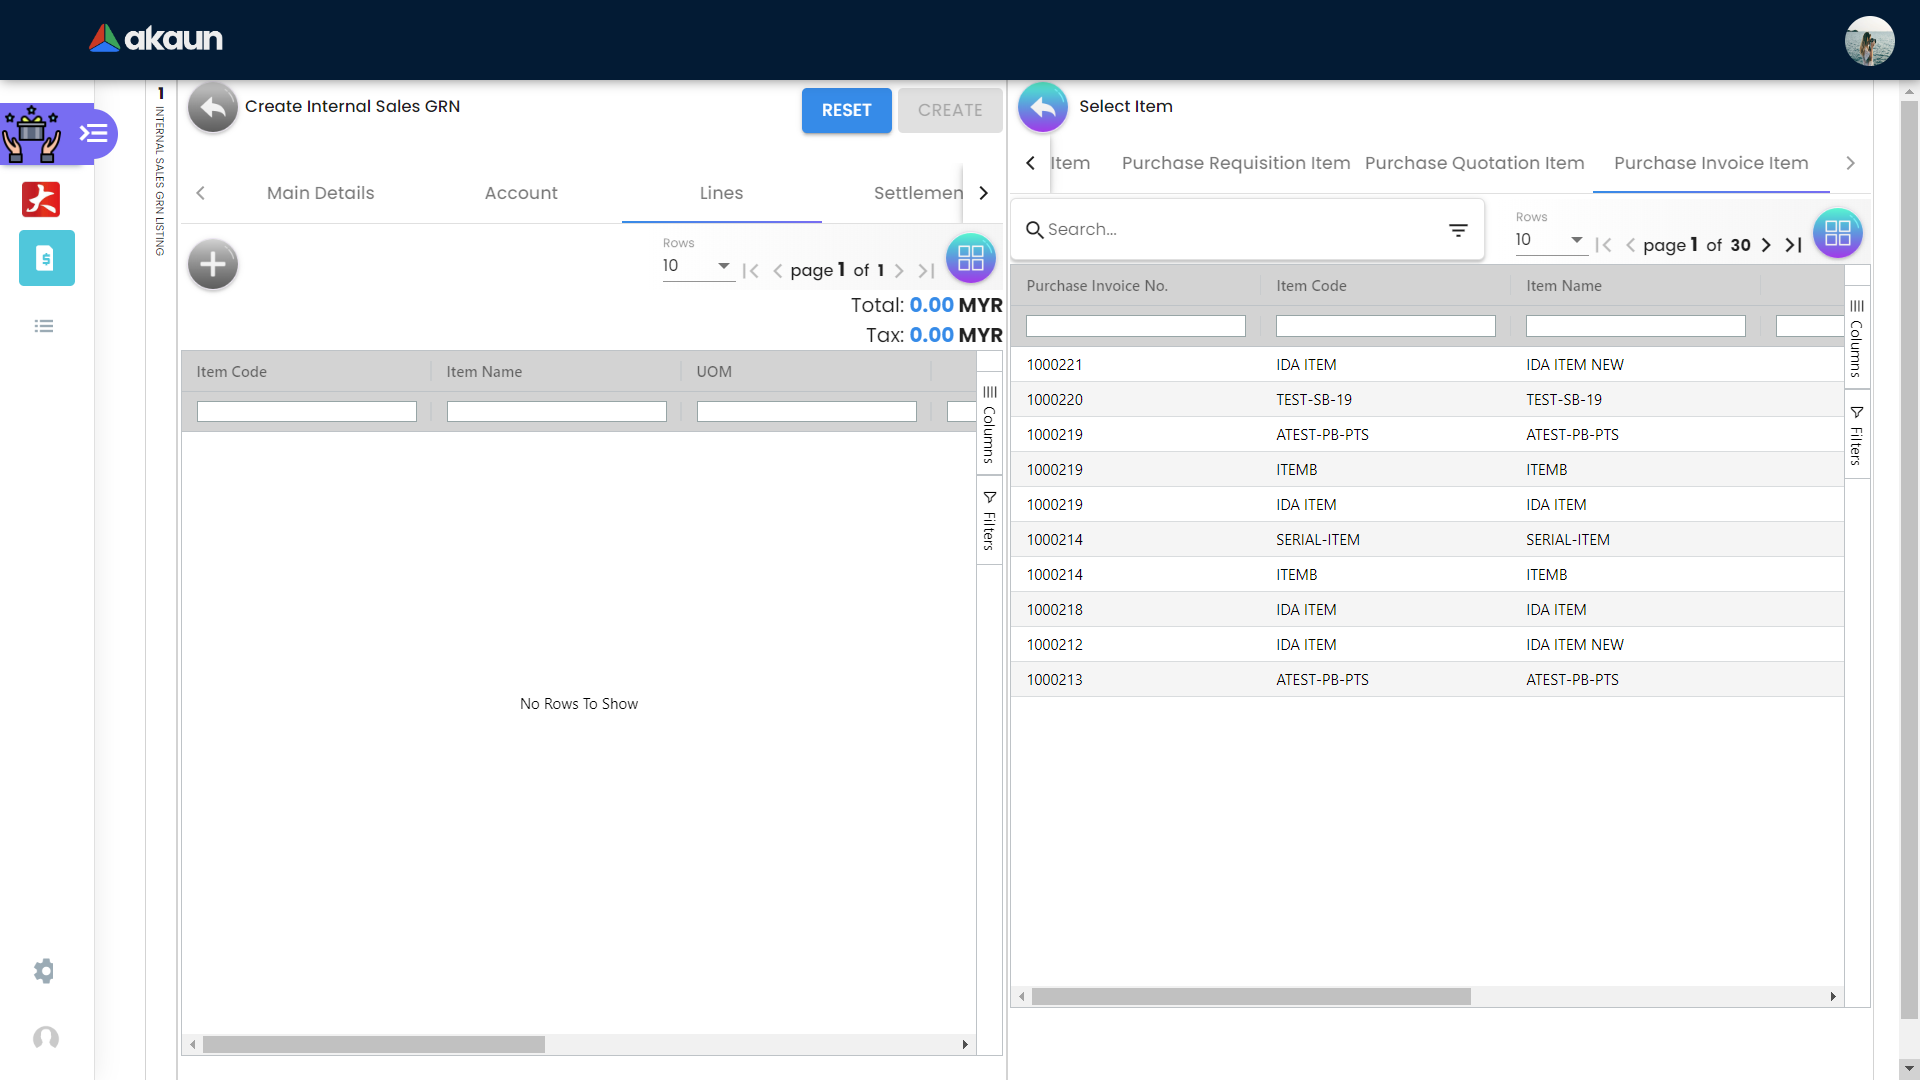 akaun
1 INTERNAL SALES GRN LISTING
Create Internal Sales GRN
RESET
CREATE
Main Details
Account
Lines
Settlemen
Rows
10
page 1 of 1
Total: 0.00 MYR
Tax: 0.00 MYR
Item Code
Item Name
UOM
Columns
Filters
No Rows To Show
Select Item
Item
Purchase Requisition Item
Purchase Quotation Item
Purchase Invoice Item
Search...
Rows
10
page 1 of 30
Purchase Invoice No.
Item Code
Item Name
1000221 IDA ITEM IDA ITEM NEW
1000220 TEST-SB-19 TEST-SB-19
1000219 ATEST-PB-PTS ATEST-PB-PTS
1000219 ITEMB ITEMB
1000219 IDA ITEM IDA ITEM
1000214 SERIAL-ITEM SERIAL-ITEM
1000214 ITEMB ITEMB
1000218 IDA ITEM IDA ITEM
1000212 IDA ITEM IDA ITEM NEW
1000213 ATEST-PB-PTS ATEST-PB-PTS
Columns
Filters